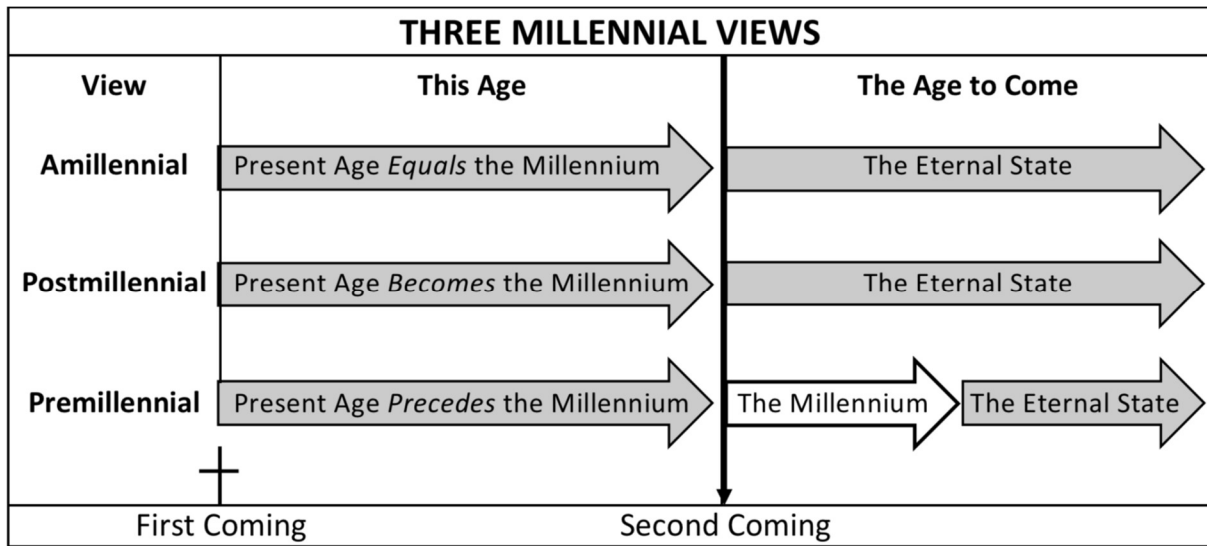 THREE MILLENNIAL VIEWS
View This Age The Age to Come
Amillennial Present Age Equals the Millennium The Eternal State
Postmillennial Present Age Becomes the Millennium The Eternal State
Premillennial Present Age Precedes the Millennium The Millennium The Eternal State
First Coming Second Coming